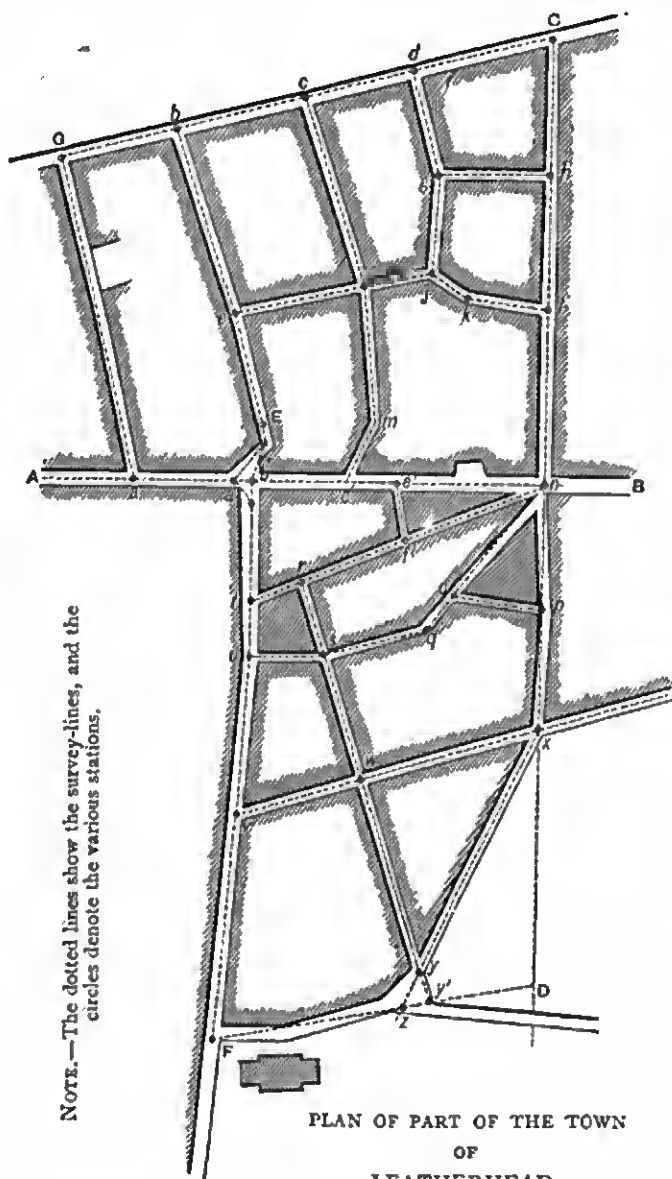 C
d
c
b
a
h
g
J
k
E
m
A
B
e
n
f
r
p
q
x
y
y'
D
z
F
NOTE.—The dotted lines show the survey-lines, and the
circles denote the various stations.
PLAN OF PART OF THE TOWN
OF
LEATHERHEAD